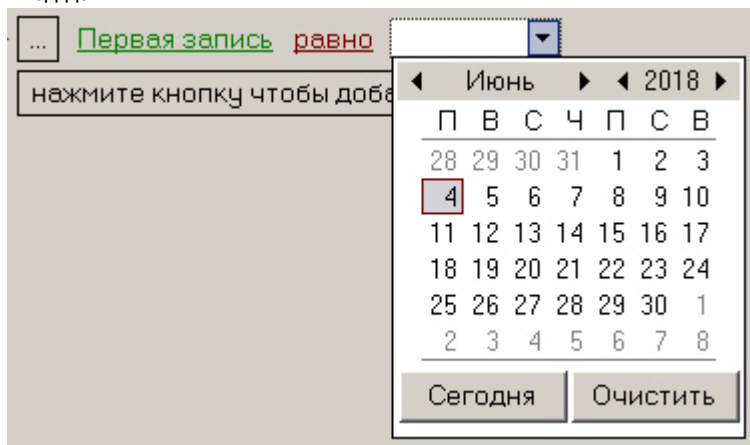 ... Первая запись равно
нажмите кнопку чтобы доба
Июнь 2018
П В С Ч П С В
28 29 30 31 1 2 3
4 5 6 7 8 9 10
11 12 13 14 15 16 17
18 19 20 21 22 23 24
25 26 27 28 29 30 1
2 3 4 5 6 7 8
Сегодня Очистить